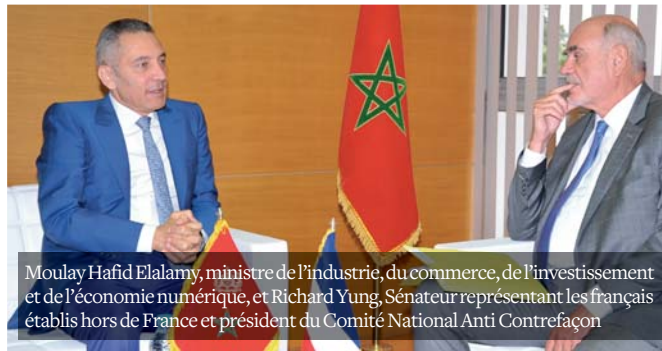 Moulay Hafid Elalamy, ministre de l'industrie, du commerce, de l'investissement
et de l'économie numérique, et Richard Yung, Sénateur représentant les français
établis hors de France et président du Comité National Anti Contrefaçon